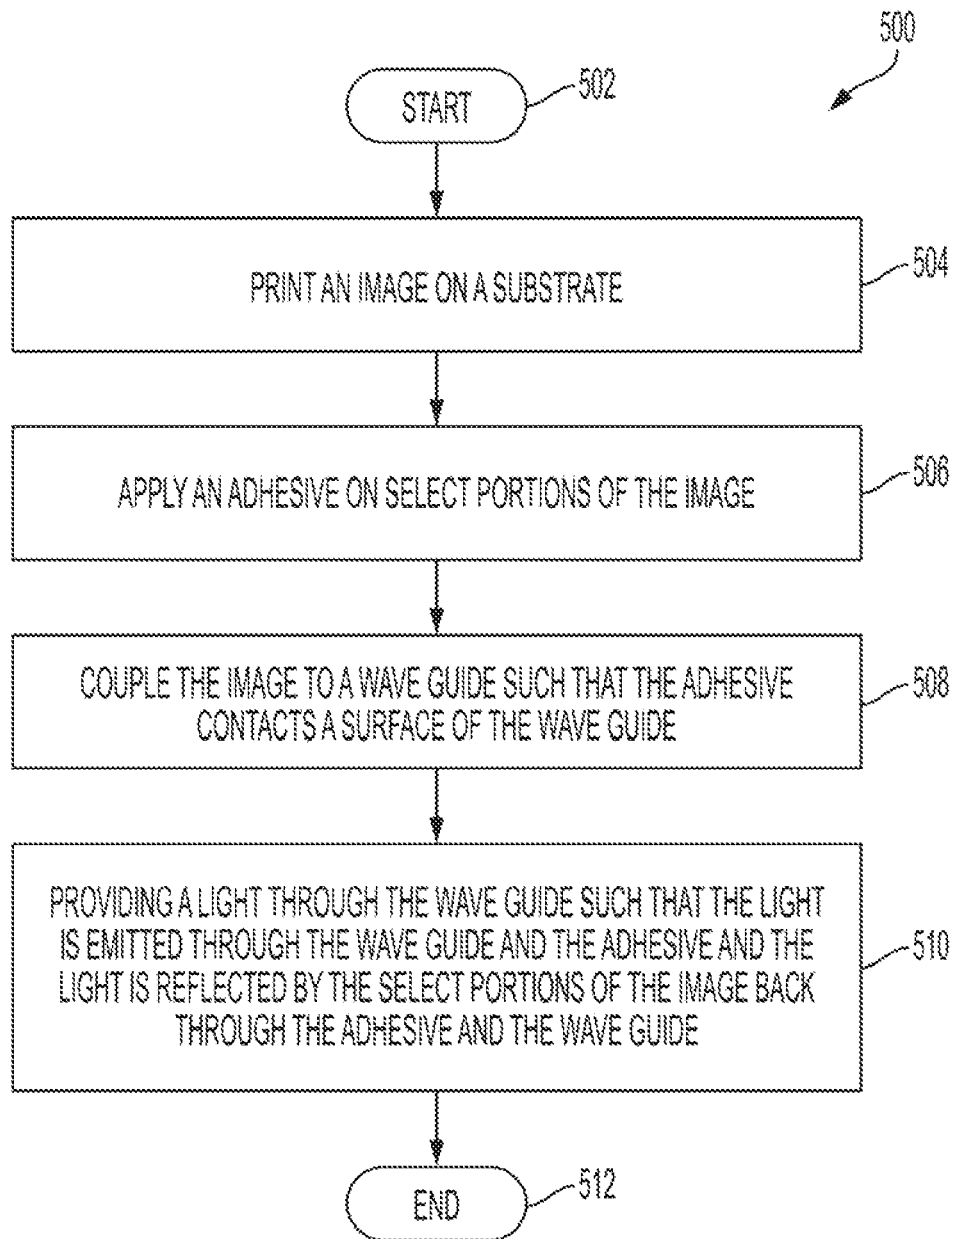 500
START
502
PRINT AN IMAGE ON A SUBSTRATE
504
APPLY AN ADHESIVE ON SELECT PORTIONS OF THE IMAGE
506
COUPLE THE IMAGE TO A WAVE GUIDE SUCH THAT THE ADHESIVE
CONTACTS A SURFACE OF THE WAVE GUIDE
508
PROVIDING A LIGHT THROUGH THE WAVE GUIDE SUCH THAT THE LIGHT
IS EMITTED THROUGH THE WAVE GUIDE AND THE ADHESIVE AND THE
LIGHT IS REFLECTED BY THE SELECT PORTIONS OF THE IMAGE BACK
THROUGH THE ADHESIVE AND THE WAVE GUIDE
510
END
512